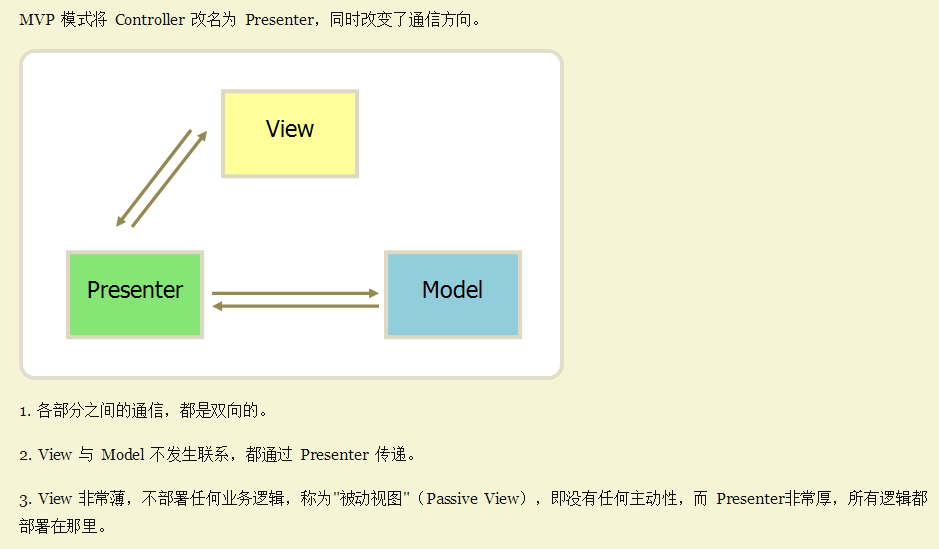 MVP 模式将 Controller 改名为 Presenter，同时改变了通信方向。
View
Presenter
Model
1. 各部分之间的通信，都是双向的。
2. View 与 Model 不发生联系，都通过 Presenter 传递。
3. View 非常薄，不部署任何业务逻辑，称为"被动视图"（Passive View），即没有任何主动性，而 Presenter非常厚，所有逻辑都
部署在那里。